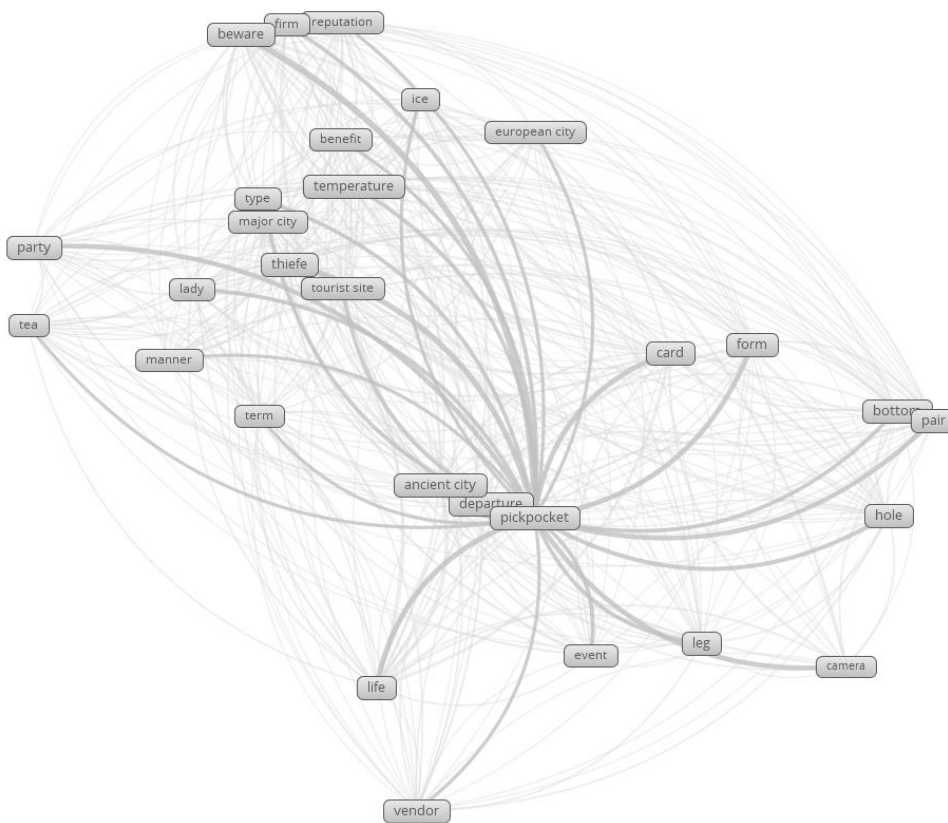 reputation
firm
beware
ice
european city
benefit
temperature
type
major city
party
thiefe
tourist site
lady
tea
form
card
manner
bottom
term
pair
ancient city
departure
hole
pickpocket
leg
event
camera
life
vendor